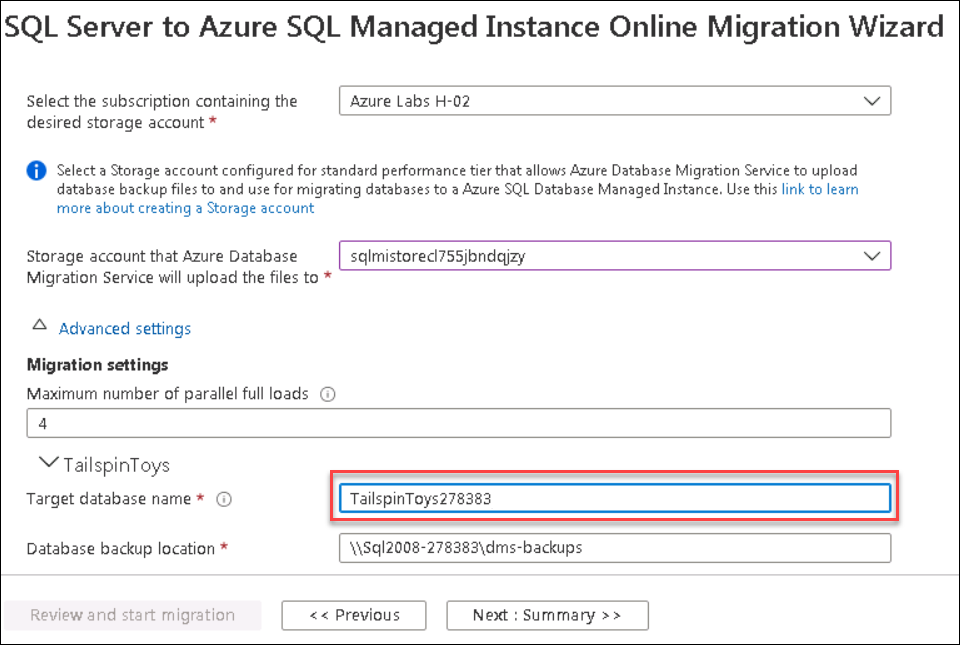 SQL Server to Azure SQL Managed Instance Online Migration Wizard
Select the subscription containing the
desired storage account *
Azure Labs H-02
Select a Storage account configured for standard performance tier that allows Azure Database Migration Service to upload
database backup files to and use for migrating databases to a Azure SQL Database Managed Instance. Use this link to learn
more about creating a Storage account
Storage account that Azure Database
Migration Service will upload the files to *
sqlmistorecl755jbndqjzy
Advanced settings
Migration settings
Maximum number of parallel full loads
4
TailspinToys
Target database name *
TailspinToys278383
Database backup location *
\\Sql2008-278383\dms-backups
Review and start migration
<< Previous
Next : Summary >>